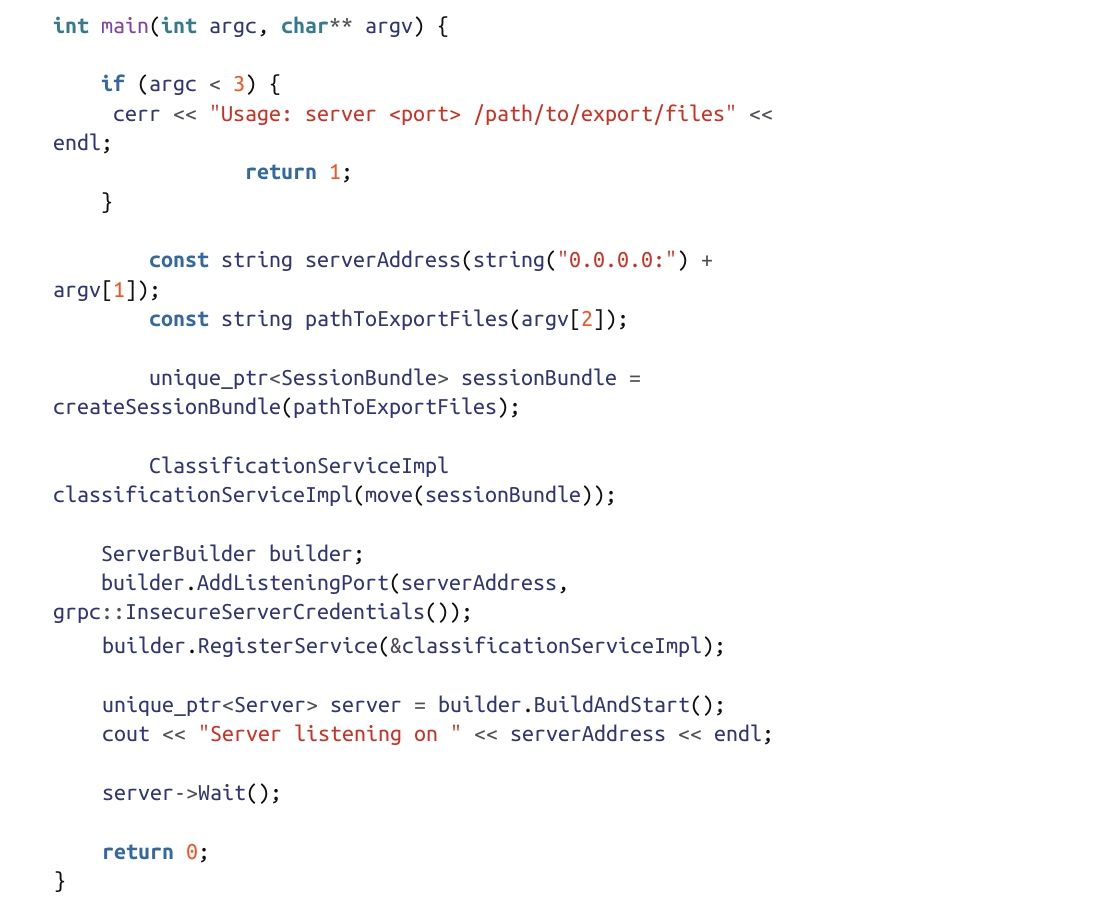 int main(int argc, char** argv) {
if (argc < 3) {
cerr << "Usage: server <port> /path/to/export/files" <<
endl;
return 1;
}
const string serverAddress(string("0.0.0.0:") +
argv[1]);
const string pathToExportFiles(argv[2]);
unique_ptr<SessionBundle> sessionBundle =
createSessionBundle(pathToExportFiles);
ClassificationServiceImpl
classificationServiceImpl(move(sessionBundle));
ServerBuilder builder;
builder.AddListeningPort(serverAddress,
grpc::InsecureServerCredentials());
builder.RegisterService(&classificationServiceImpl);
unique_ptr<Server> server = builder.BuildAndStart();
cout << "Server listening on " << serverAddress << endl;
server->Wait();
return 0;
}